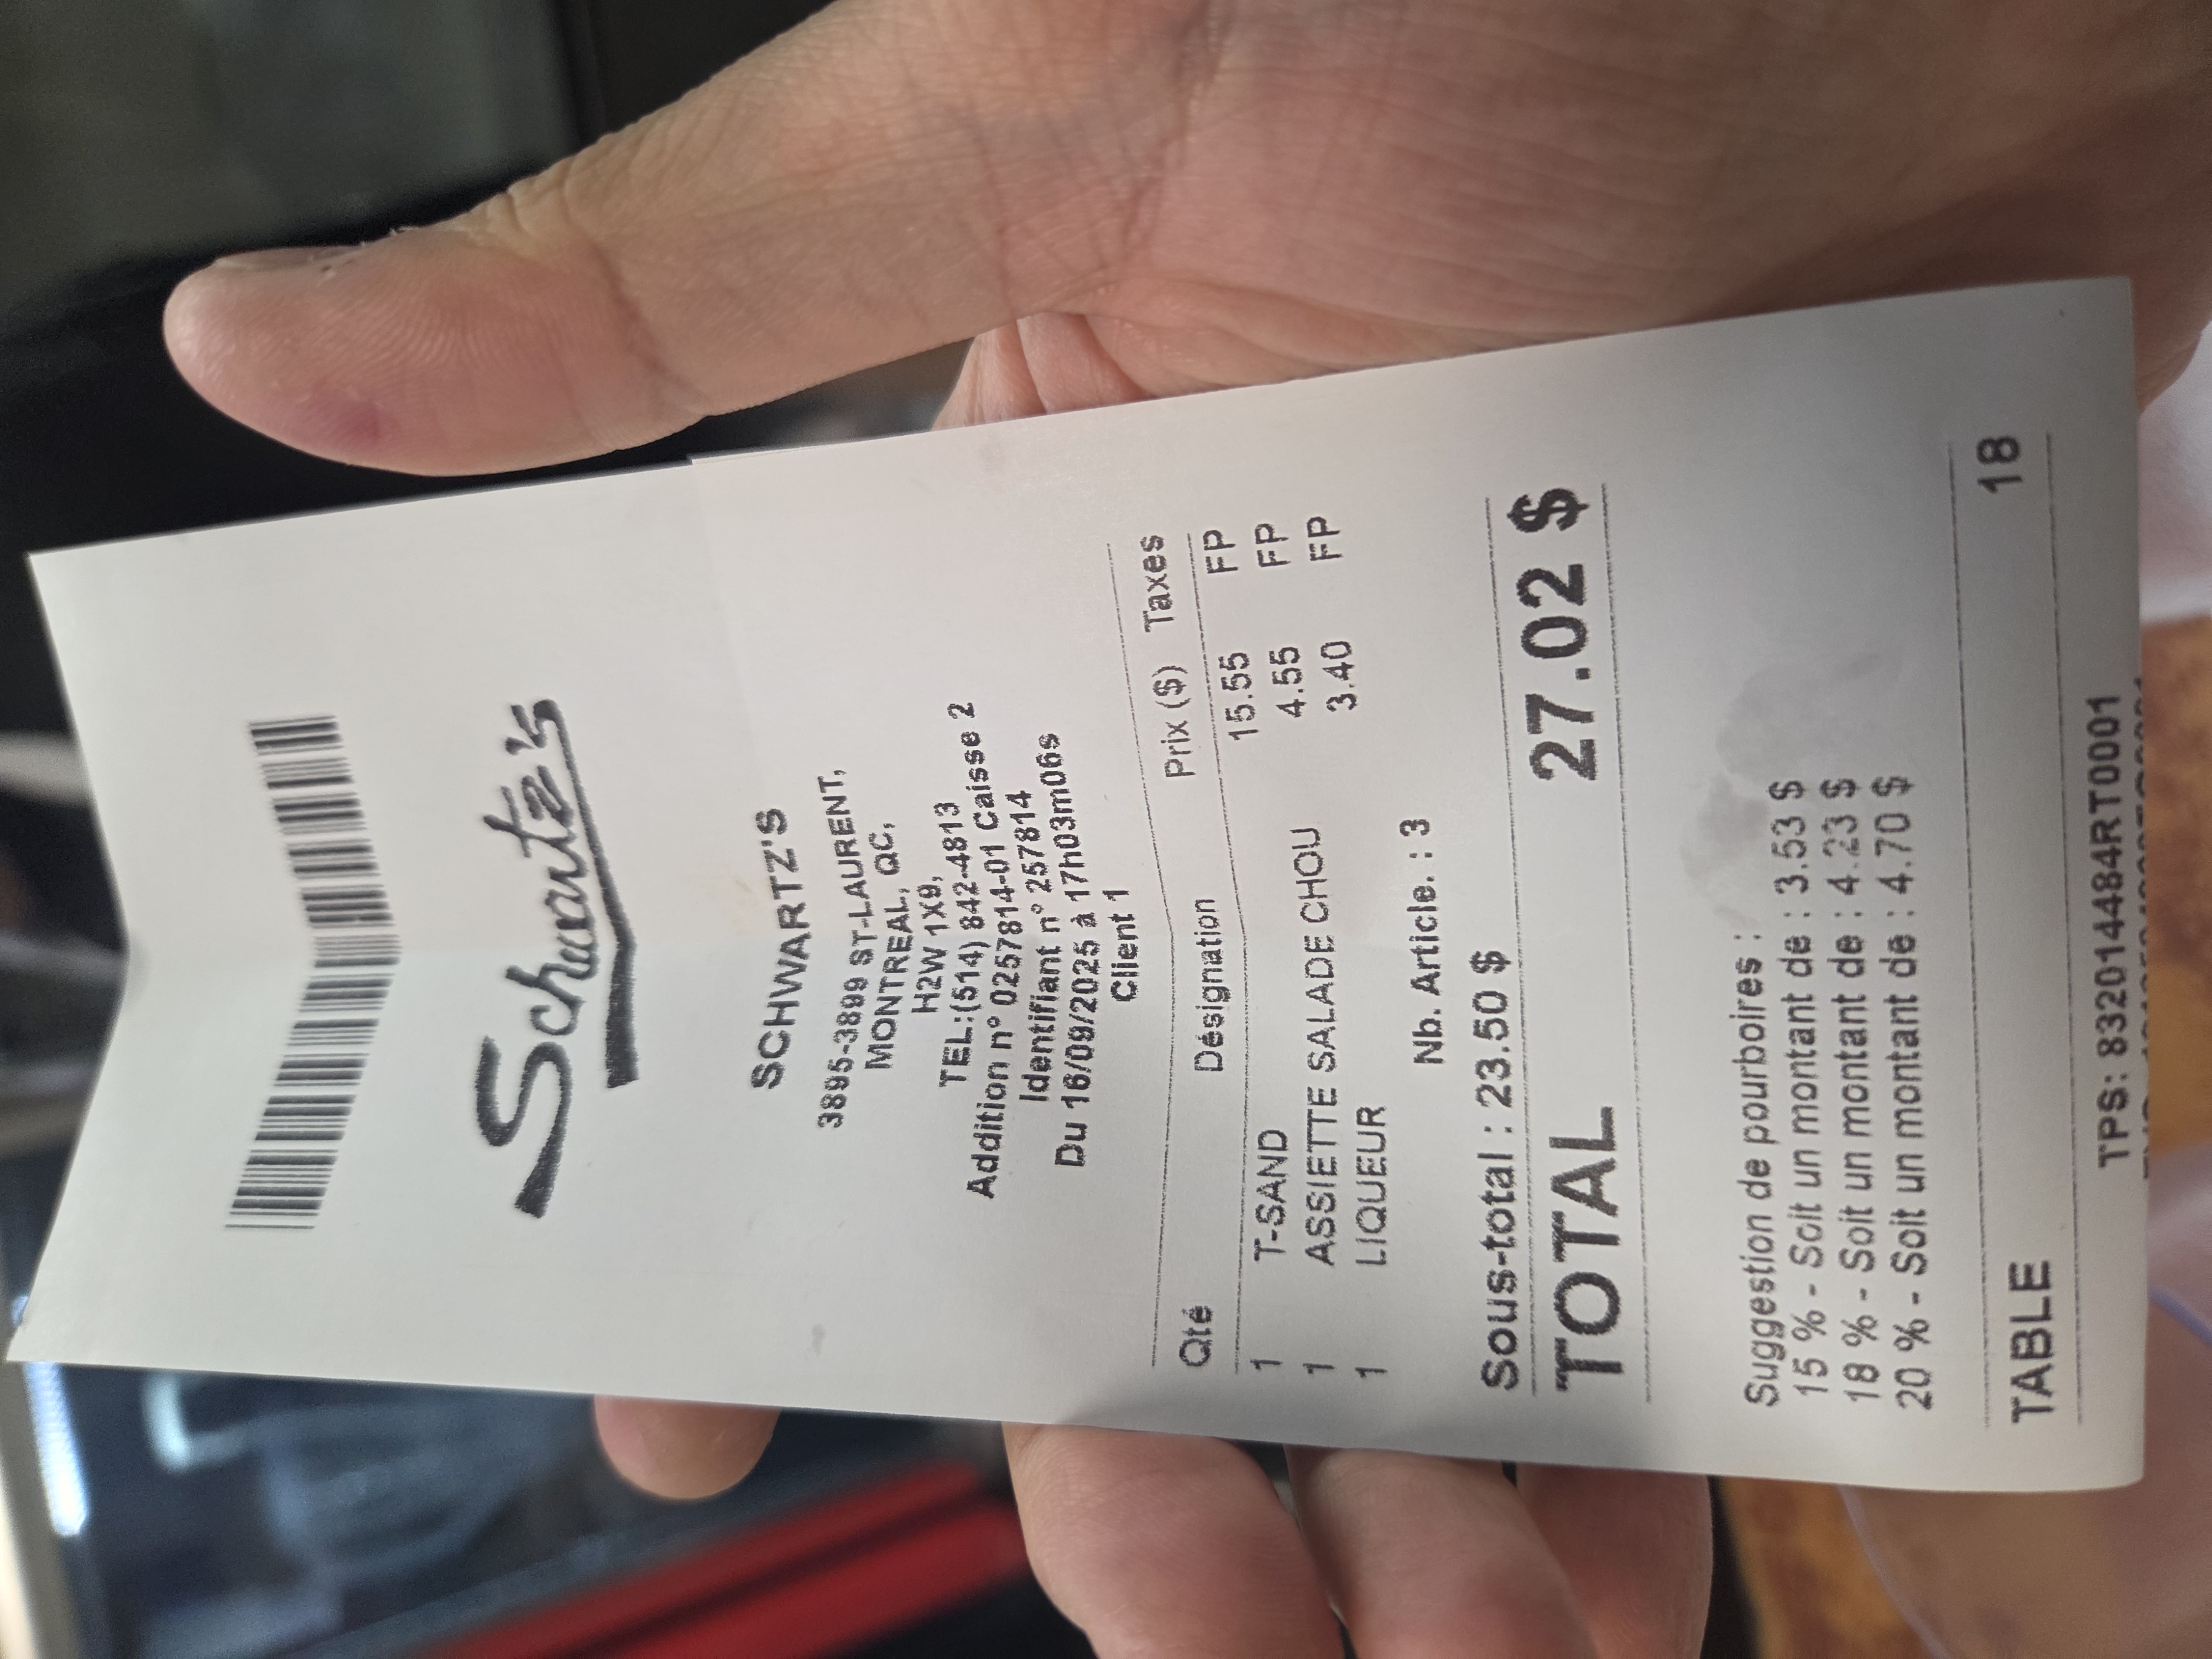 Schwartz's
SCHWARTZ'S
3895-3899 ST-LAURENT,
MONTREAL, QC,
H2W 1X9,
TEL:(514) 842-4813
Addition n° 0257814-01 Caisse 2
Identifiant n° 257814
Du 16/09/2025 à 17h03m06s
Client 1
Qté Désignation Prix ($) Taxes
1 T-SAND 15.55 FP
1 ASSIETTE SALADE CHOU 4.55 FP
1 LIQUEUR 3.40 FP
Nb. Article. : 3
Sous-total : 23.50 $
TOTAL 27.02 $
Suggestion de pourboires :
15 % - Soit un montant de : 3.53 $
18 % - Soit un montant de : 4.23 $
20 % - Soit un montant de : 4.70 $
TABLE 18
TPS: 832014484RT0001